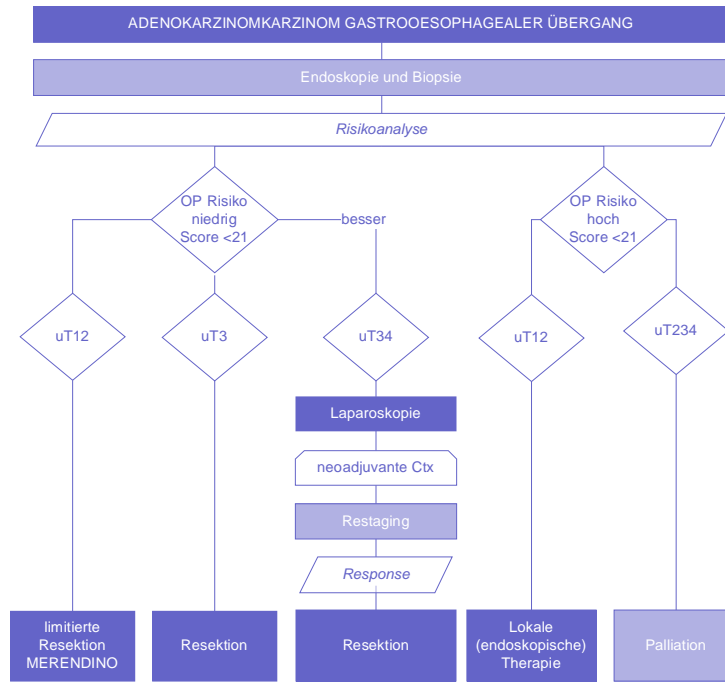 ADENOKARZINOMKARZINOM GASTROOESOPHAGEALER ÜBERGANG
Endoskopie und Biopsie
Risikoanalyse
OP Risiko
niedrig
Score <21
besser
OP Risiko
hoch
Score <21
uT12
uT3
uT34
uT12
uT234
Laparoskopie
neoadjuvante Ctx
Restaging
Response
limitierte
Resektion
MERENDINO
Resektion
Resektion
Lokale
(endoskopische)
Therapie
Palliation